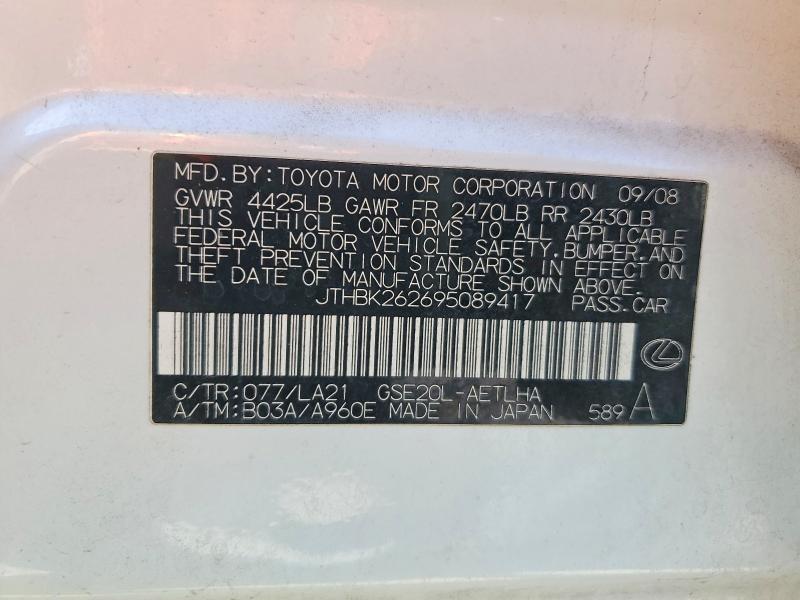 MFD. BY: TOYOTA MOTOR CORPORATION 09/08
GVWR 4425LB GAWR FR 2470LB RR 2430LB
THIS VEHICLE CONFORMS TO ALL APPLICABLE
FEDERAL MOTOR VEHICLE SAFETY, BUMPER, AND
THEFT PREVENTION STANDARDS IN EFFECT ON
THE DATE OF MANUFACTURE SHOWN ABOVE.
JTHBK262695089417 PASS. CAR
C/TR: 077/LA21 GSE20L-AETLHA
A/TM: B03A/A960E MADE IN JAPAN 589 A